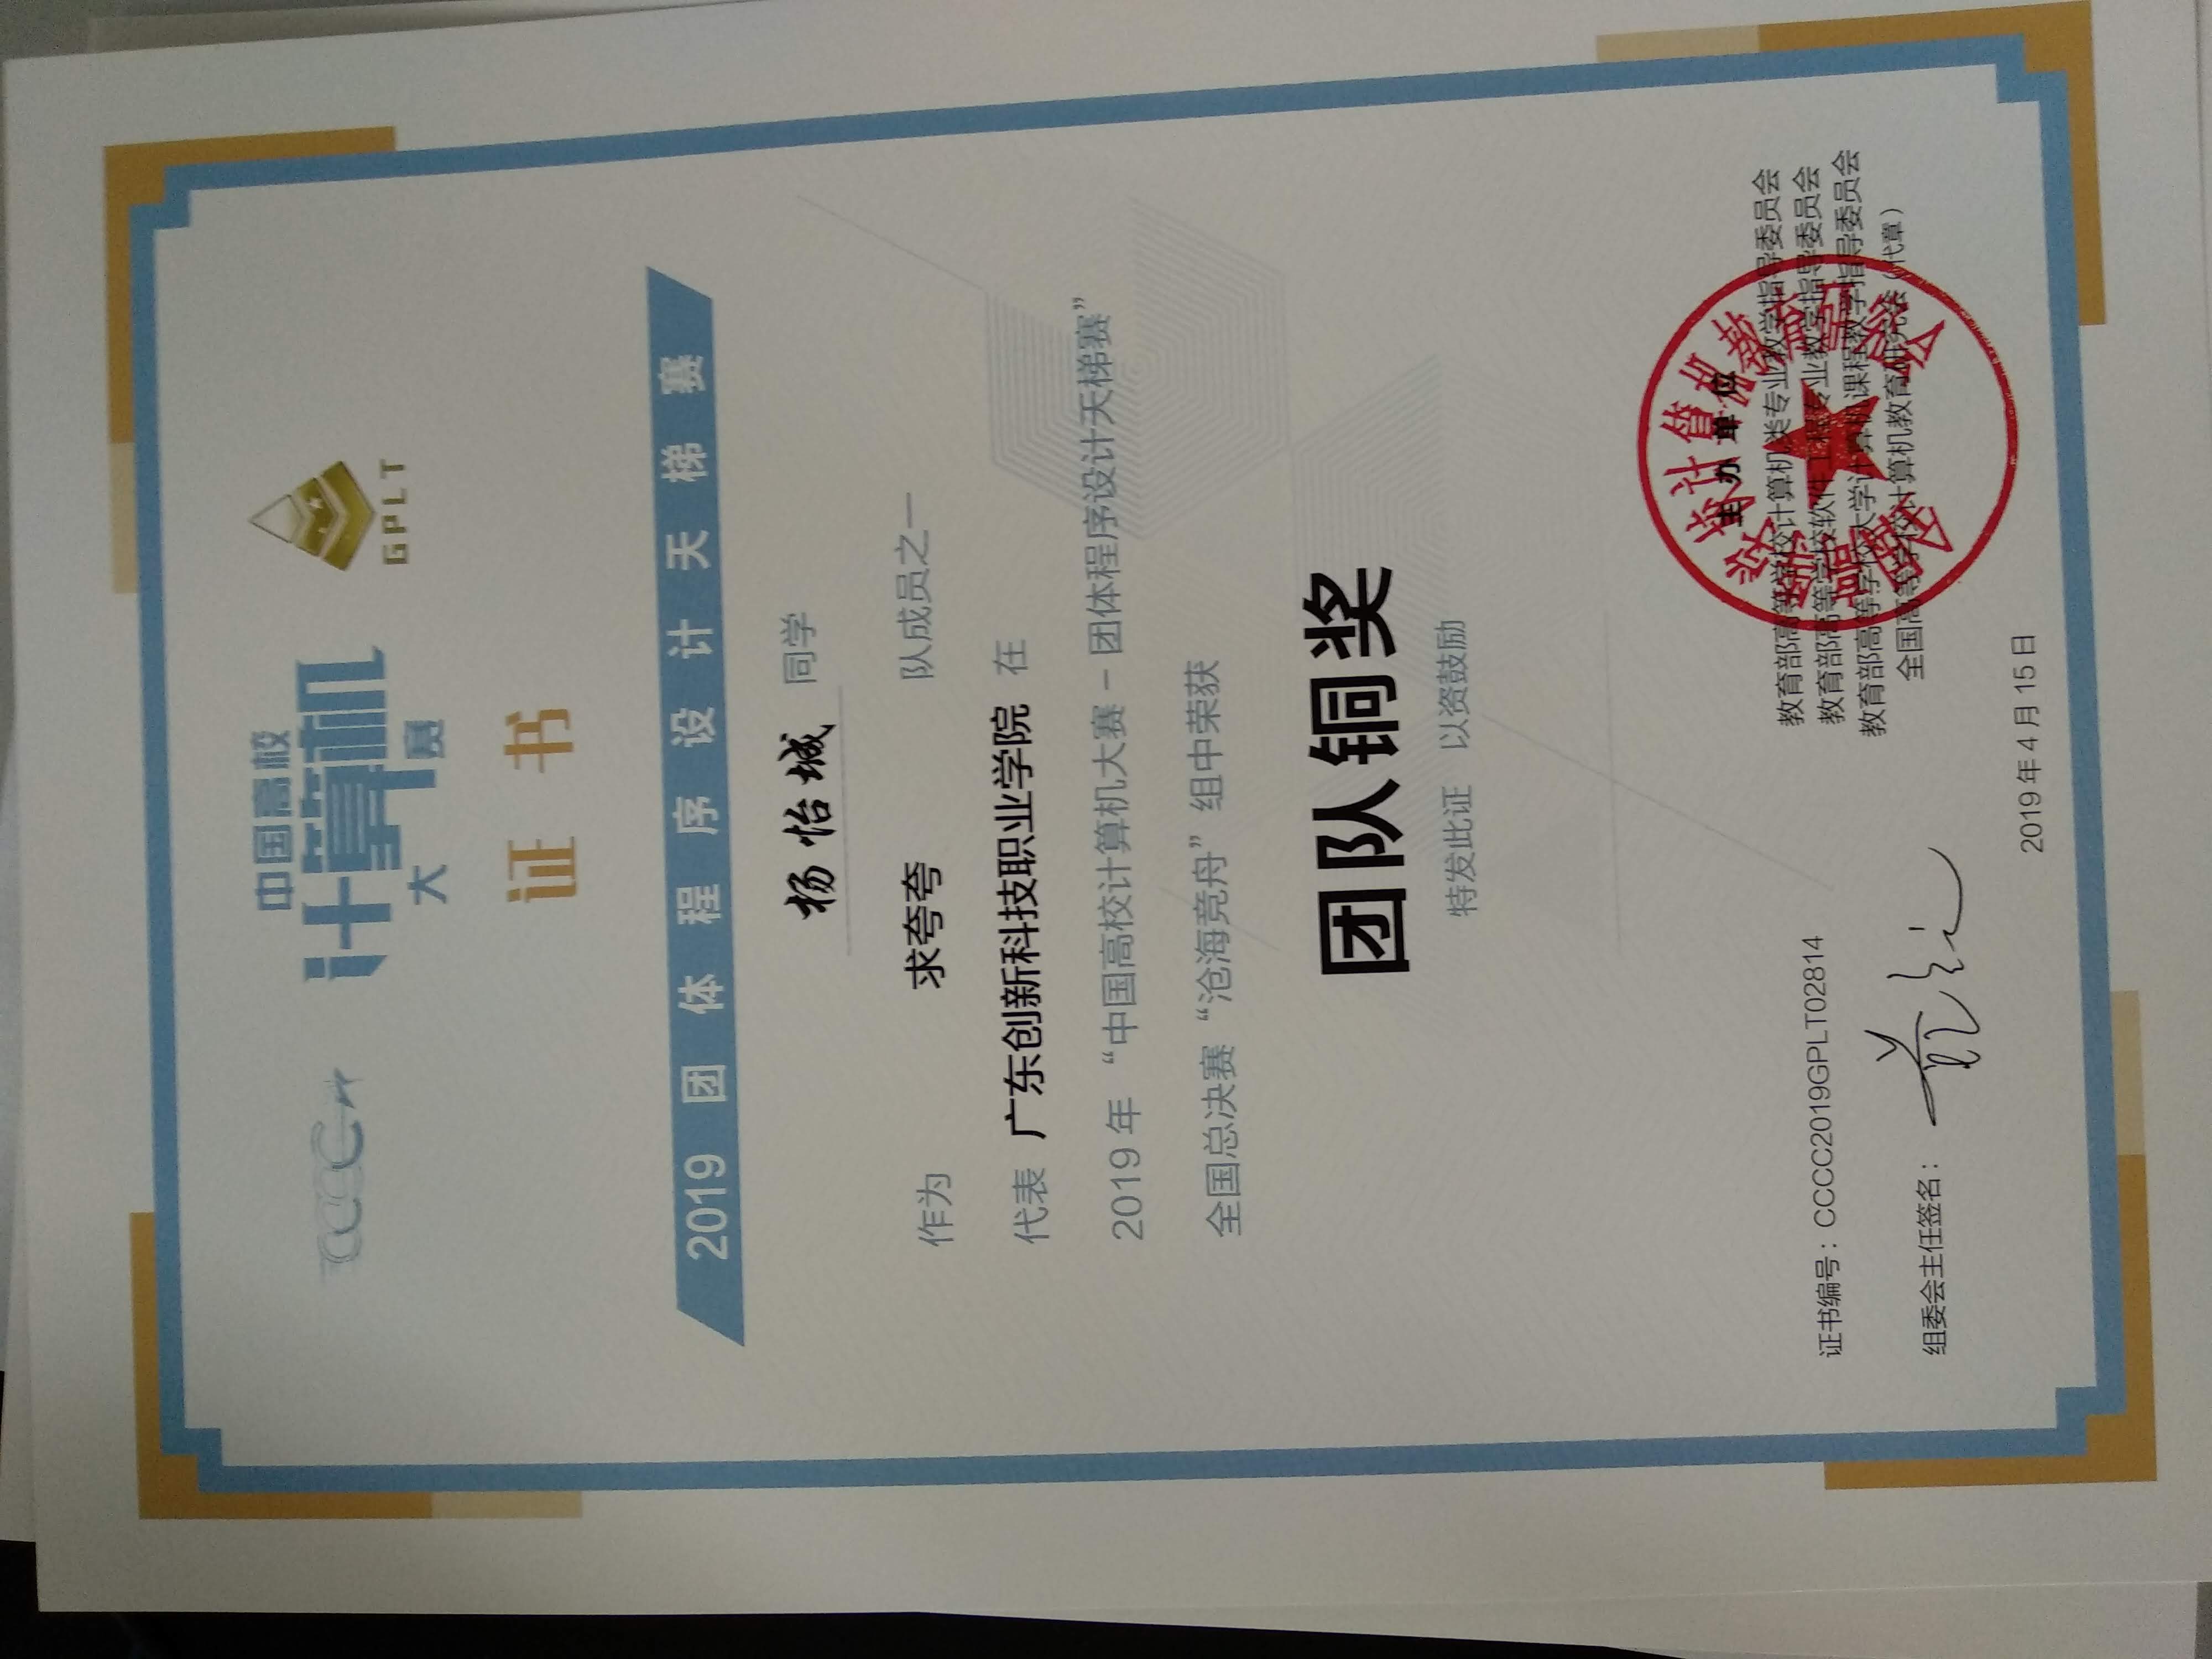 CCCC
中国高校
计算机
大赛
GPLT
证书
2019 团体程序设计天梯赛
杨怡城 同学
作为 求夸夸 队成员之一
代表 广东创新科技职业学院 在
2019 年 “中国高校计算机大赛 – 团体程序设计天梯赛”
全国总决赛 “沧海竞舟” 组中荣获
团队铜奖
特发此证 以资鼓励
全国高等学校计算机教育研究会
主办单位
教育部高等学校计算机类专业教学指导委员会
教育部高等学校软件工程专业教学指导委员会
教育部高等学校大学计算机课程教学指导委员会
全国高等学校计算机教育研究会（代章）
证书编号：CCCC2019GPLT02814
组委会主任签名：
2019 年 4 月 15 日